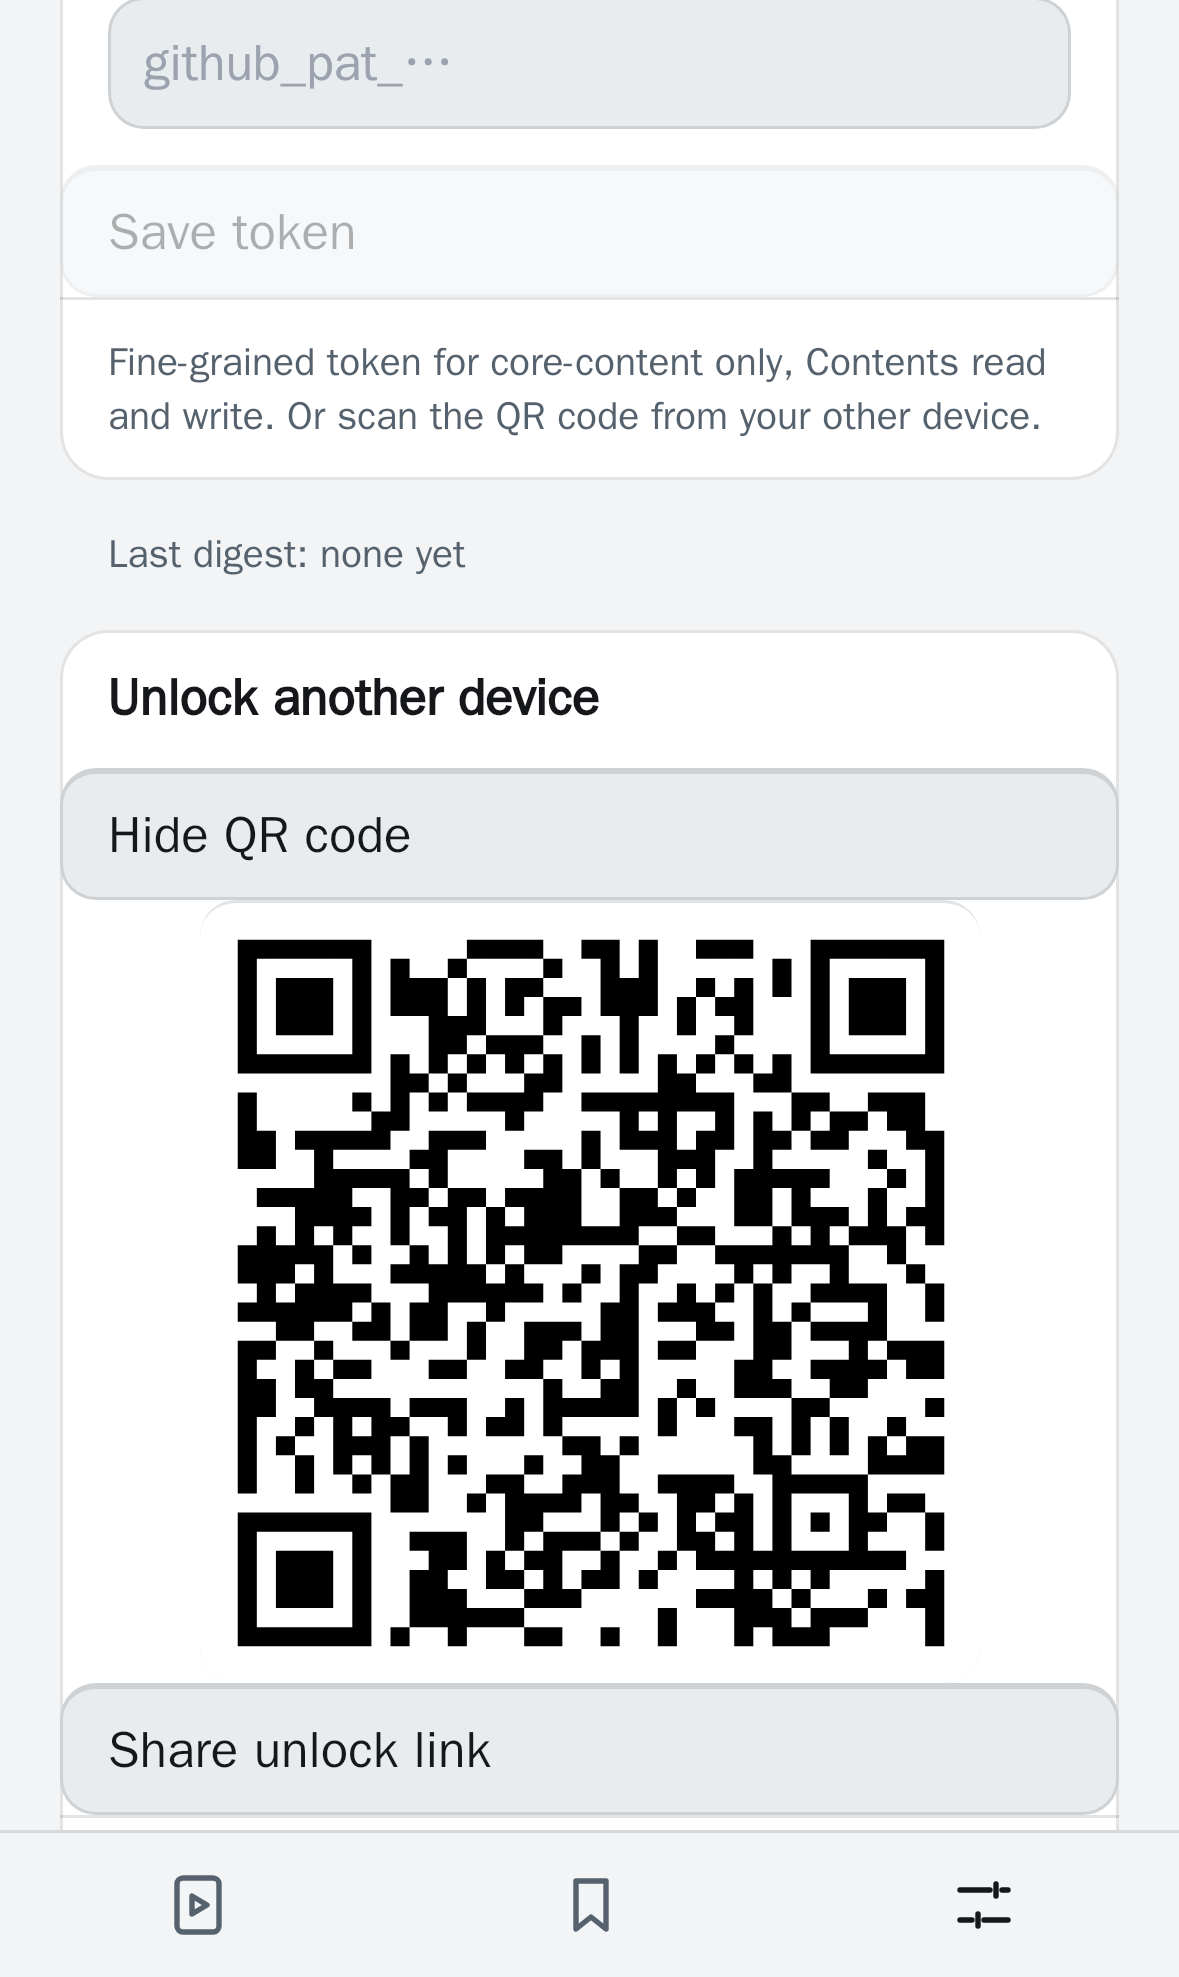 github_pat_…
Save token
Fine-grained token for core-content only, Contents read
and write. Or scan the QR code from your other device.
Last digest: none yet
Unlock another device
Hide QR code
Share unlock link